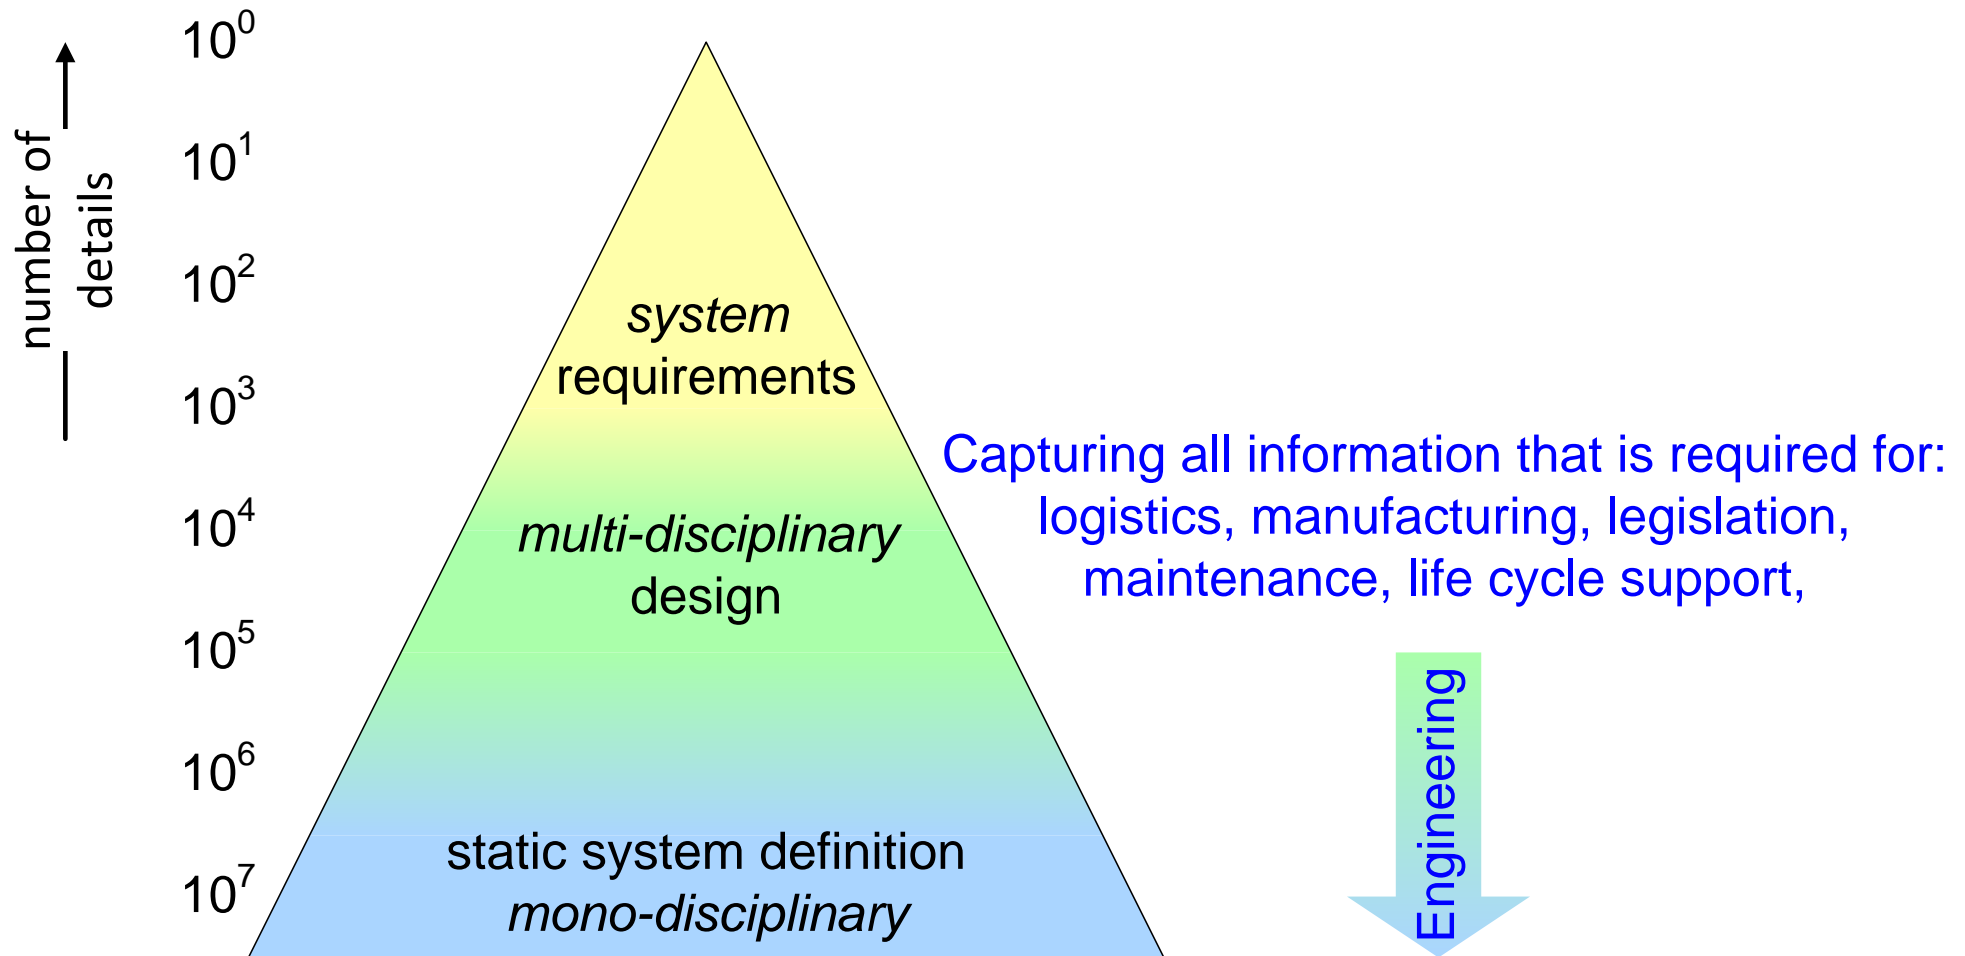 number of
details
10⁰
10¹
10²
10³
10⁴
10⁵
10⁶
10⁷
system
requirements
multi-disciplinary
design
static system definition
mono-disciplinary
Capturing all information that is required for:
logistics, manufacturing, legislation,
maintenance, life cycle support,
Engineering